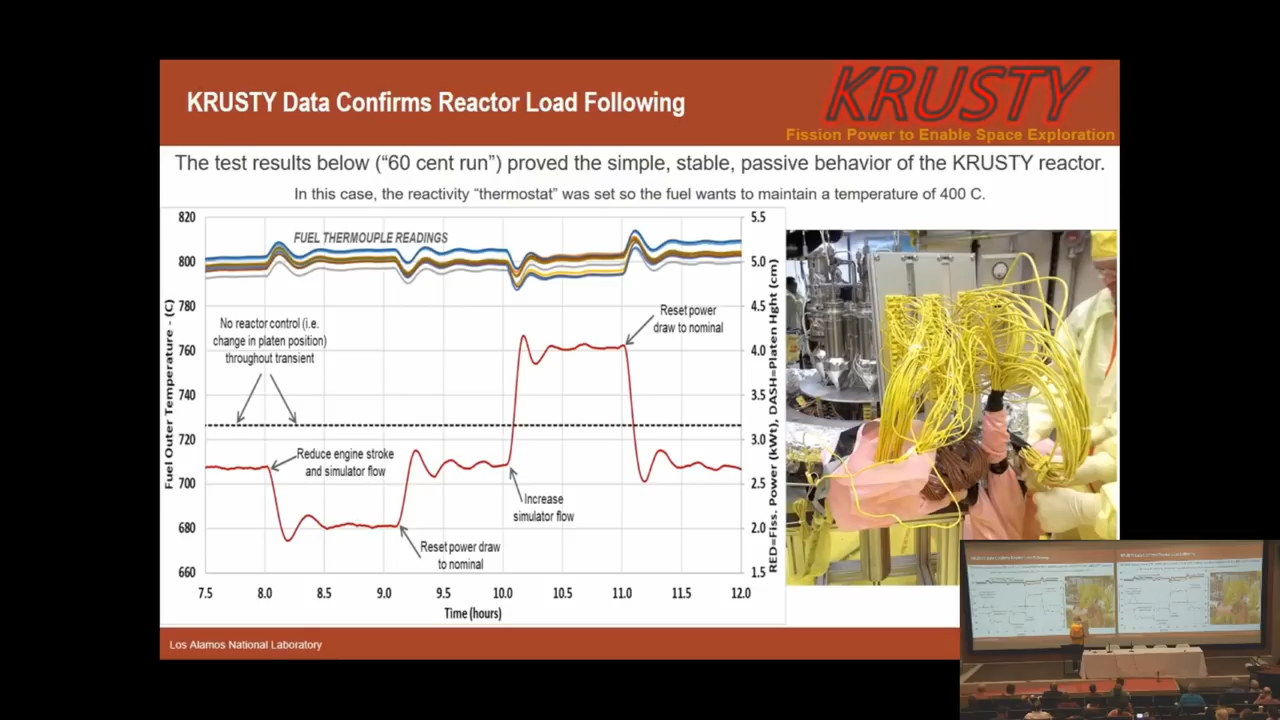 KRUSTY Data Confirms Reactor Load Following
KRUSTY
Fission Power to Enable Space Exploration
The test results below (“60 cent run”) proved the simple, stable, passive behavior of the KRUSTY reactor.
In this case, the reactivity “thermostat” was set so the fuel wants to maintain a temperature of 400 C.
820
800
780
760
740
720
700
680
660
Fuel Outer Temperature - (C)
FUEL THERMOUPLE READINGS
No reactor control (i.e.
change in platen position)
throughout transient
Reduce engine stroke
and simulator flow
Reset power draw
to nominal
Increase
simulator flow
Reset power
draw to nominal
5.5
5.0
4.5
4.0
3.5
3.0
2.5
2.0
1.5
RED=Fiss. Power (kWt), DASH=Platen Hght (cm)
7.5 8.0 8.5 9.0 9.5 10.0 10.5 11.0 11.5 12.0
Time (hours)
Los Alamos National Laboratory